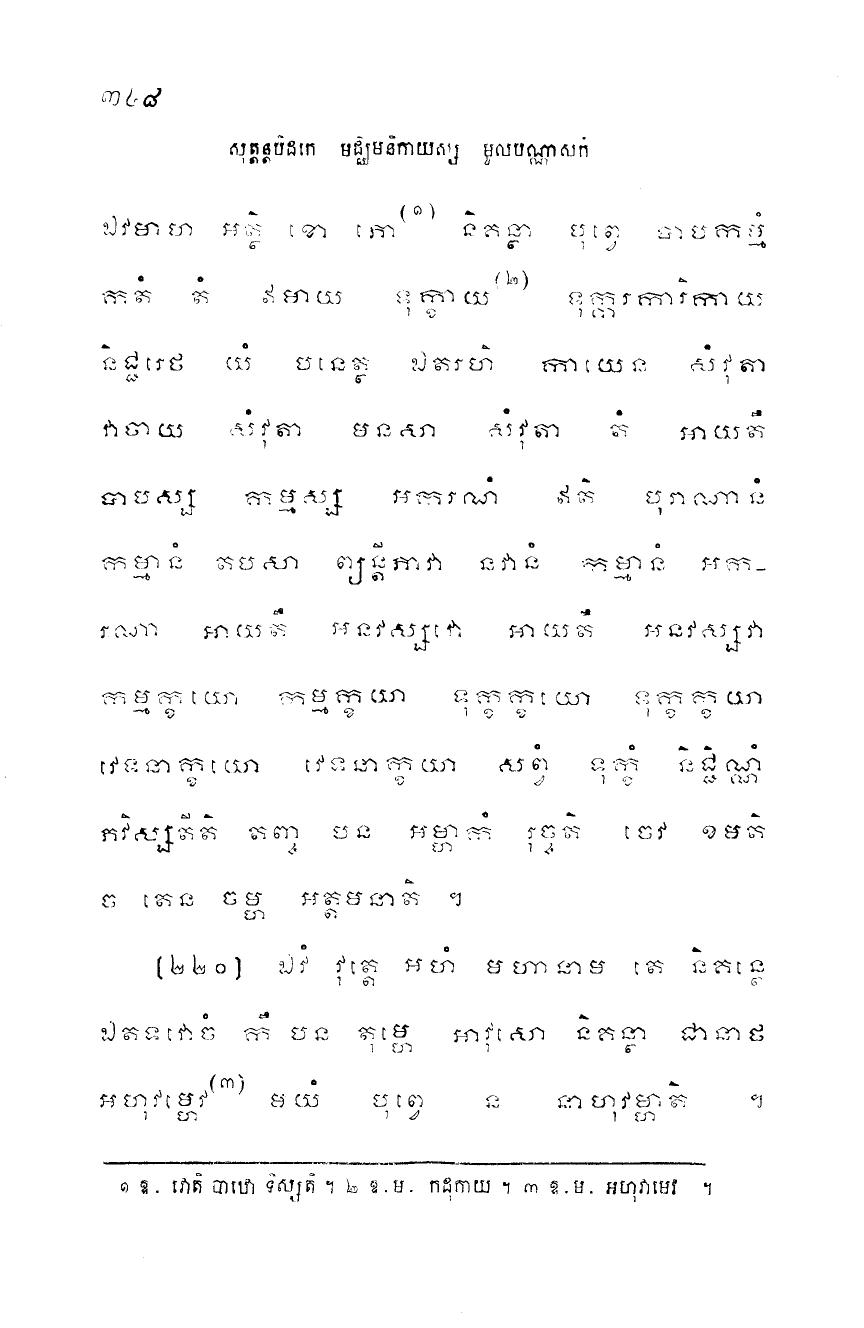 ៣៤៨
សុត្តន្តបិដកេ មជ្ឈិមនិកាយស្ស មូលបណ្ណាសកំ
ឯវមាហ អត្ថិ ខោ ភោ(១) និគន្ថា បុព្វេ បាបកម្មំ
កតំ តំ ឥមាយ ទុក្ខាយ(២) ទុក្ករការិកាយ
និជ្ជរេថ យំ បនេត្ថ ឯតរហិ កាយេន សំវុតា
វាចាយ សំវុតា មនសា សំវុតា តំ អាយតឹ
បាបស្ស កម្មស្ស អករណំ ឥតិ បុរាណានំ
កម្មានំ តបសា ព្យន្តីភាវា នវានំ កម្មានំ អក-
រណា អាយតឹ អនវស្សវោ អាយតឹ អនវស្សវា
កម្មក្ខយោ កម្មក្ខយា ទុក្ខក្ខយោ ទុក្ខក្ខយា
វេទនាក្ខយោ វេទនាក្ខយា សព្វំ ទុក្ខំ និជ្ជិណ្ណំ
ភវិស្សតីតិ តញ្ច បន អម្ហាកំ រុច្ចតិ ចេវ ខមតិ
ច តេន ចម្ហ អត្តមនាតិ ។
[២២០] ឯវំ វុត្តេ អហំ មហានាម តេ និគន្ថេ
ឯតទវោចំ កឹ បន តុម្ហេ អាវុសោ និគន្ថា ជានាថ
អហុវម្ហេវ(៣) មយំ បុព្វេ ន នាហុវម្ហាតិ ។
១ ឱ. វោតិ បាឋោ ទិស្សតិ ។ ២ ឱ.ម. កដុកាយ ។ ៣ ឱ.ម. អហុវាមេវ ។